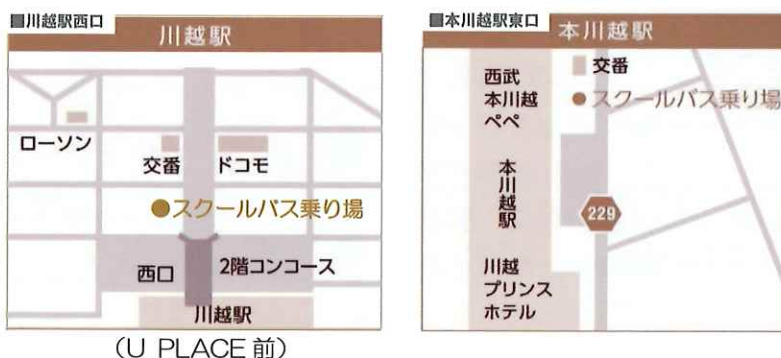 ■川越駅西口
川越駅
ローソン
交番
ドコモ
●スクールバス乗り場
西口
2階コンコース
川越駅
(U PLACE 前)
■本川越駅東口
本川越駅
西武
本川越
ペペ
交番
●スクールバス乗り場
本川越駅
229
川越
プリンス
ホテル